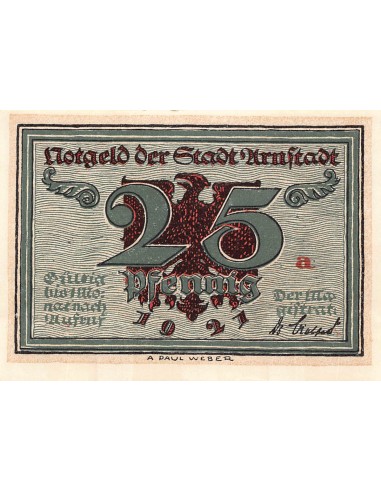 Notgeld der Stadt Arnstadt
25
Pfennig
a.
Gültig
bis 1 Mo-
nat nach
Aufruf
Der Ma-
gistrat:
1921
A PAUL WEBER